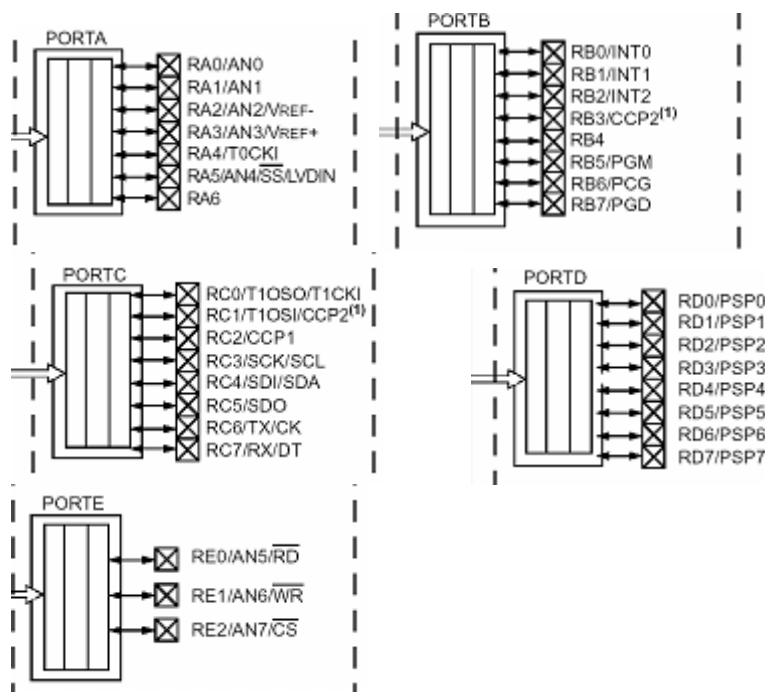 PORTA
RA0/AN0
RA1/AN1
RA2/AN2/VREF-
RA3/AN3/VREF+
RA4/T0CKI
RA5/AN4/SS/LVDIN
RA6
PORTB
RB0/INT0
RB1/INT1
RB2/INT2
RB3/CCP2(1)
RB4
RB5/PGM
RB6/PCG
RB7/PGD
PORTC
RC0/T1OSO/T1CKI
RC1/T1OSI/CCP2(1)
RC2/CCP1
RC3/SCK/SCL
RC4/SDI/SDA
RC5/SDO
RC6/TX/CK
RC7/RX/DT
PORTD
RD0/PSP0
RD1/PSP1
RD2/PSP2
RD3/PSP3
RD4/PSP4
RD5/PSP5
RD6/PSP6
RD7/PSP7
PORTE
RE0/AN5/RD
RE1/AN6/WR
RE2/AN7/CS